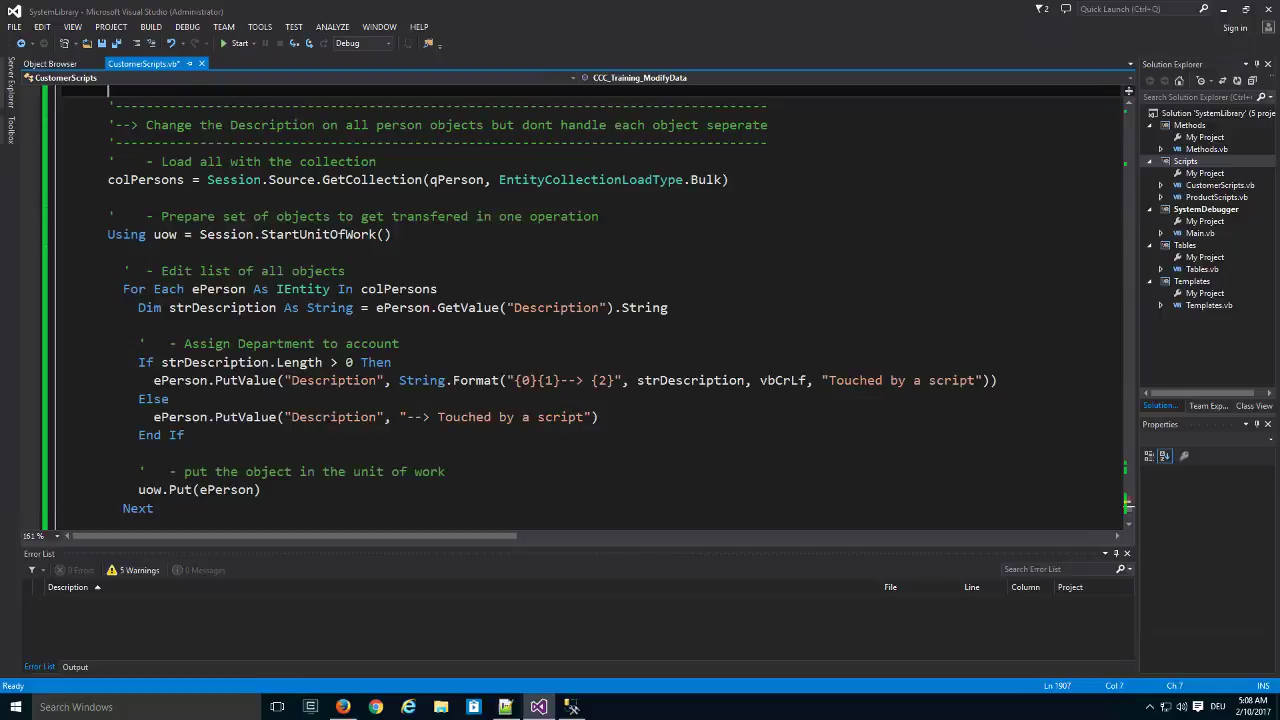 SystemLibrary - Microsoft Visual Studio
2
Quick Launch (Ctrl+Q)
FILE EDIT VIEW PROJECT BUILD DEBUG TEAM TOOLS TEST ANALYZE WINDOW HELP
Sign in
Start
Debug
Object Browser
CustomerScripts.vb*
CustomerScripts
CCC_Training_ModifyData
Server Explorer
Toolbox
'-------------------------------------------------------------------------------------
'--> Change the Description on all person objects but dont handle each object seperate
'-------------------------------------------------------------------------------------
'   - Load all with the collection
colPersons = Session.Source.GetCollection(qPerson, EntityCollectionLoadType.Bulk)
'   - Prepare set of objects to get transfered in one operation
Using uow = Session.StartUnitOfWork()
'   - Edit list of all objects
For Each ePerson As IEntity In colPersons
Dim strDescription As String = ePerson.GetValue("Description").String
'   - Assign Department to account
If strDescription.Length > 0 Then
ePerson.PutValue("Description", String.Format("{0}{1}--> {2}", strDescription, vbCrLf, "Touched by a script"))
Else
ePerson.PutValue("Description", "--> Touched by a script")
End If
'   - put the object in the unit of work
uow.Put(ePerson)
Next
161 %
Solution Explorer
Search Solution Explorer (Ctrl+
Solution 'SystemLibrary' (5 proje
Methods
My Project
Methods.vb
Scripts
My Project
CustomerScripts.vb
ProductScripts.vb
SystemDebugger
My Project
Main.vb
Tables
My Project
Tables.vb
Templates
My Project
Templates.vb
Solution... Team Exp... Class View
Properties
Error List
0 Errors
5 Warnings
0 Messages
Search Error List
Description
File
Line
Column
Project
Error List
Output
Ready
Ln 1907
Col 7
Ch 7
INS
Search Windows
DEU
5:08 AM
2/10/2017